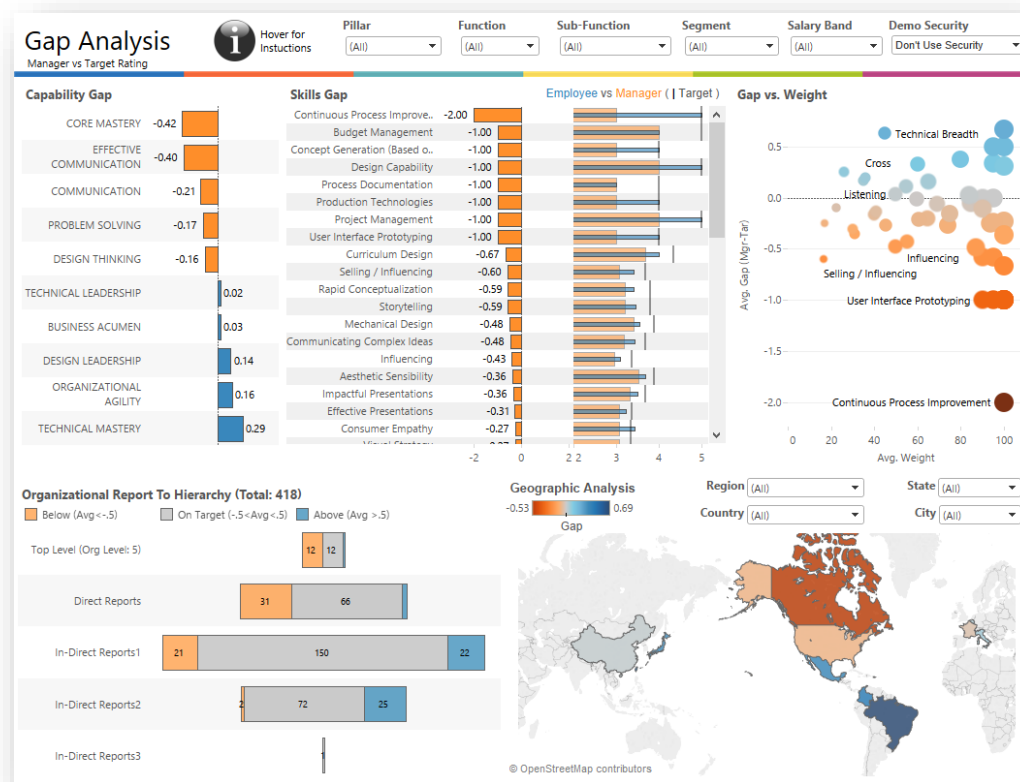 Gap Analysis
Manager vs Target Rating
i
Hover for
Instuctions
Pillar
(All)
Function
(All)
Sub-Function
(All)
Segment
(All)
Salary Band
(All)
Demo Security
Don't Use Security
Capability Gap
CORE MASTERY -0.42
EFFECTIVE
COMMUNICATION -0.40
COMMUNICATION -0.21
PROBLEM SOLVING -0.17
DESIGN THINKING -0.16
TECHNICAL LEADERSHIP 0.02
BUSINESS ACUMEN 0.03
DESIGN LEADERSHIP 0.14
ORGANIZATIONAL
AGILITY 0.16
TECHNICAL MASTERY 0.29
Skills Gap
Employee vs Manager ( | Target )
Continuous Process Improve.. -2.00
Budget Management -1.00
Concept Generation (Based o.. -1.00
Design Capability -1.00
Process Documentation -1.00
Production Technologies -1.00
Project Management -1.00
User Interface Prototyping -1.00
Curriculum Design -0.67
Selling / Influencing -0.60
Rapid Conceptualization -0.59
Storytelling -0.59
Mechanical Design -0.48
Communicating Complex Ideas -0.48
Influencing -0.43
Aesthetic Sensibility -0.36
Impactful Presentations -0.36
Effective Presentations -0.31
Consumer Empathy -0.27
-2 0 2 2 3 4 5
Gap vs. Weight
Avg. Gap (Mgr-Tar)
0.5
0.0
-0.5
-1.0
-1.5
-2.0
Technical Breadth
Cross
Listening
Influencing
Selling / Influencing
User Interface Prototyping
Continuous Process Improvement
0 20 40 60 80 100
Avg. Weight
Organizational Report To Hierarchy (Total: 418)
Below (Avg<-.5) On Target (-.5<Avg<.5) Above (Avg >.5)
Top Level (Org Level: 5) 12 12
Direct Reports 31 66
In-Direct Reports1 21 150 22
In-Direct Reports2 2 72 25
In-Direct Reports3 1
Geographic Analysis
-0.53 0.69
Gap
Region (All)
State (All)
Country (All)
City (All)
© OpenStreetMap contributors